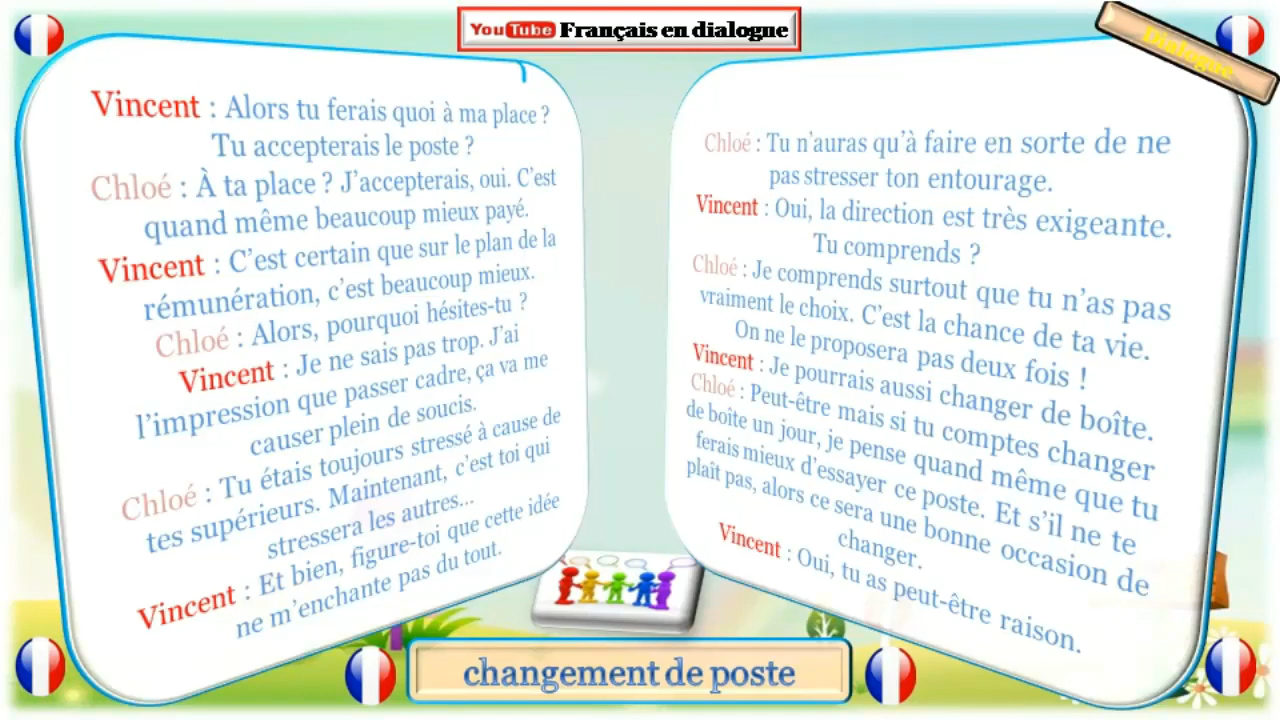 YouTube Français en dialogue
Dialogue
Vincent : Alors tu ferais quoi à ma place ?
Tu accepterais le poste ?
Chloé : À ta place ? J'accepterais, oui. C'est
quand même beaucoup mieux payé.
Vincent : C'est certain que sur le plan de la
rémunération, c'est beaucoup mieux.
Chloé : Alors, pourquoi hésites-tu ?
Vincent : Je ne sais pas trop. J'ai
l'impression que passer cadre, ça va me
causer plein de soucis.
Chloé : Tu étais toujours stressé à cause de
tes supérieurs. Maintenant, c'est toi qui
stressera les autres...
Vincent : Et bien, figure-toi que cette idée
ne m'enchante pas du tout.
Chloé : Tu n'auras qu'à faire en sorte de ne
pas stresser ton entourage.
Vincent : Oui, la direction est très exigeante.
Tu comprends ?
Chloé : Je comprends surtout que tu n'as pas
vraiment le choix. C'est la chance de ta vie.
On ne le proposera pas deux fois !
Vincent : Je pourrais aussi changer de boîte.
Chloé : Peut-être mais si tu comptes changer
de boîte un jour, je pense quand même que tu
ferais mieux d'essayer ce poste. Et s'il ne te
plaît pas, alors ce sera une bonne occasion de
changer.
Vincent : Oui, tu as peut-être raison.
changement de poste